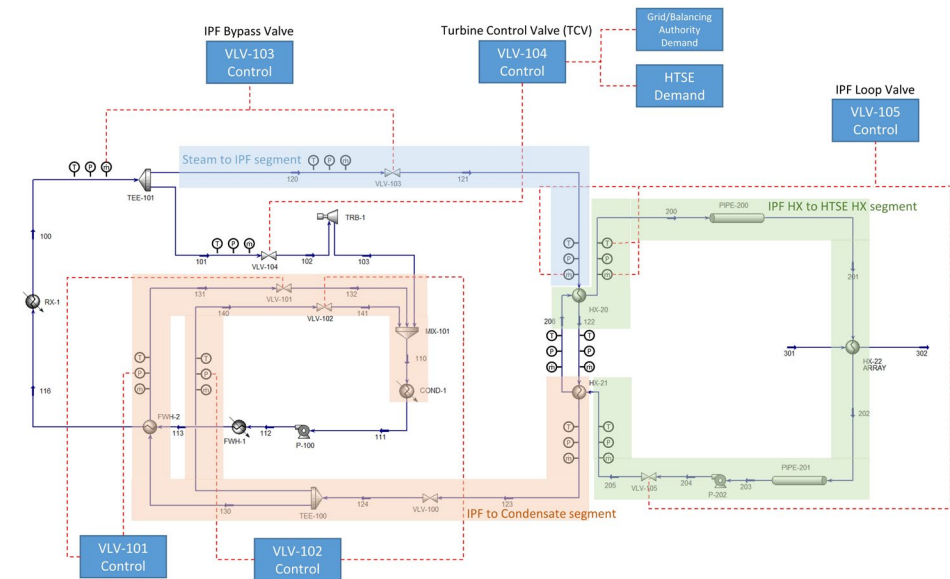 IPF Bypass Valve
VLV-103
Control
Turbine Control Valve (TCV)
VLV-104
Control
Grid/Balancing
Authority
Demand
HTSE
Demand
IPF Loop Valve
VLV-105
Control
Steam to IPF segment
T P m
120
VLV-103
121
T P m
TEE-101
IPF HX to HTSE HX segment
PIPE-200
200
201
TRB-1
T P m
101
VLV-104
102
103
100
RX-1
T
P
m
T
P
m
HX-20
206
122
131
VLV-101
132
140
VLV-102
141
MIX-101
110
COND-1
T
P
m
T
P
m
T
P
m
T
P
m
301
302
HX-22
ARRAY
HX-21
116
FWH-2
113
FWH-1
112
P-100
111
T
P
m
T
P
m
202
PIPE-201
203
P-202
204
VLV-105
205
130
TEE-100
124
VLV-100
123
IPF to Condensate segment
VLV-101
Control
VLV-102
Control